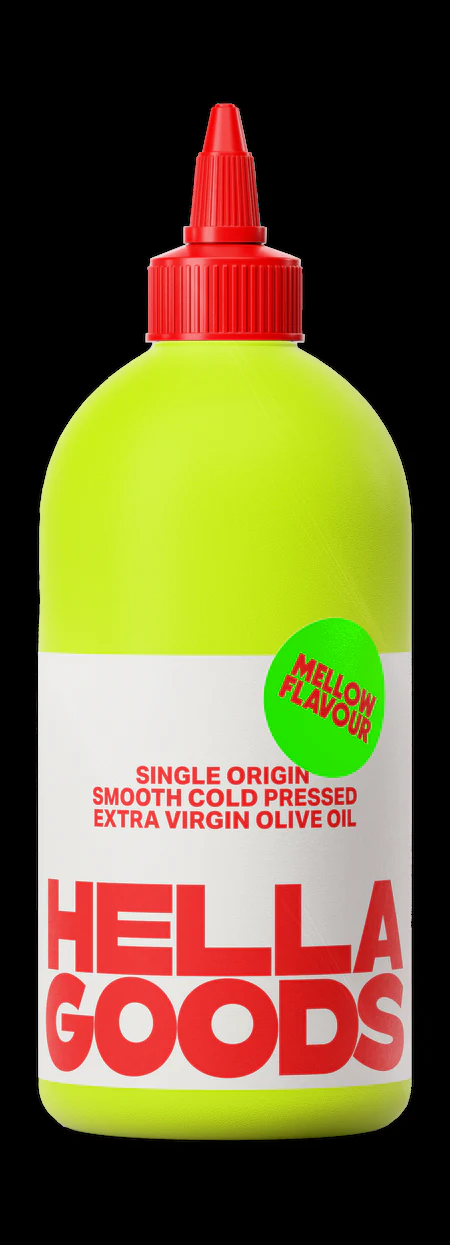 MELLOW
FLAVOUR
SINGLE ORIGIN
SMOOTH COLD PRESSED
EXTRA VIRGIN OLIVE OIL
HELLA
GOODS